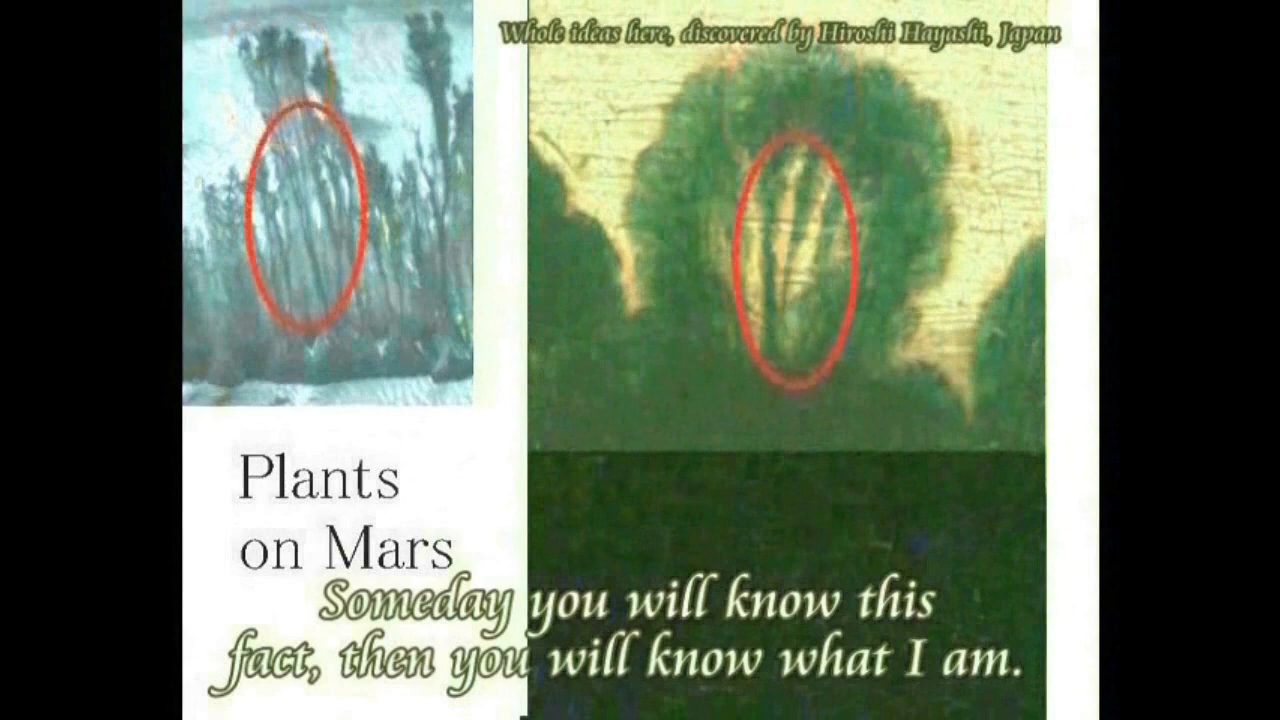 Whole ideas here, discovered by Hiroshi Hayashi, Japan
Plants
on Mars
Someday you will know this
fact, then you will know what I am.